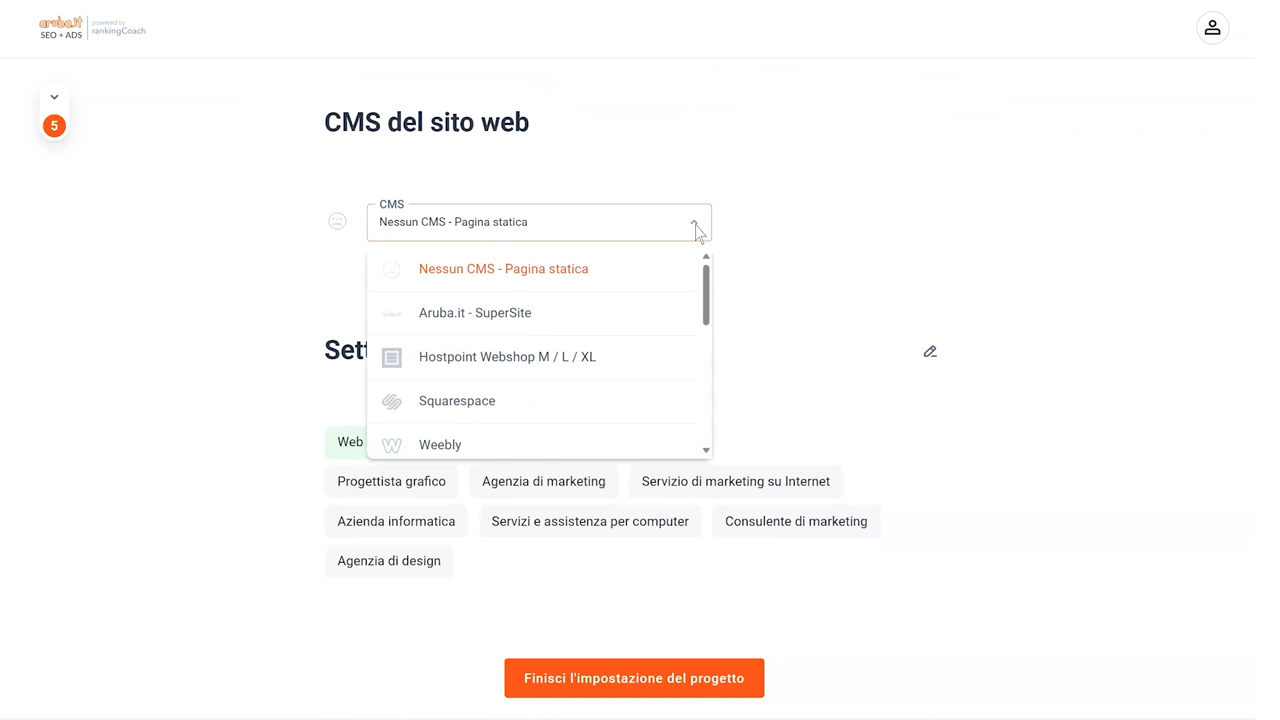 aruba.it
SEO + ADS
powered by
rankingCoach
5
CMS del sito web
CMS
Nessun CMS - Pagina statica
Nessun CMS - Pagina statica
Aruba.it - SuperSite
Hostpoint Webshop M / L / XL
Squarespace
Weebly
Sett
Web
Progettista grafico
Agenzia di marketing
Servizio di marketing su Internet
Azienda informatica
Servizi e assistenza per computer
Consulente di marketing
Agenzia di design
Finisci l'impostazione del progetto